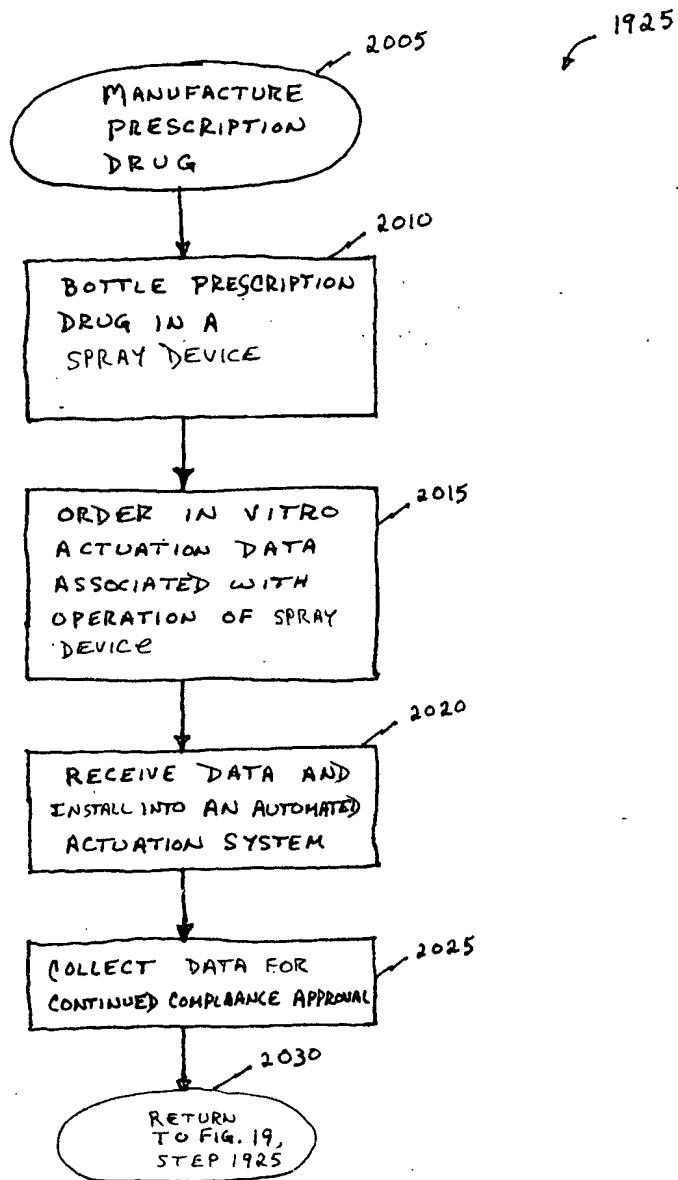 1925
2005
MANUFACTURE
PRESCRIPTION
DRUG
2010
BOTTLE PRESCRIPTION
DRUG IN A
SPRAY DEVICE
2015
ORDER IN VITRO
ACTUATION DATA
ASSOCIATED WITH
OPERATION OF SPRAY
DEVICE
2020
RECEIVE DATA AND
INSTALL INTO AN AUTOMATED
ACTUATION SYSTEM
2025
COLLECT DATA FOR
CONTINUED COMPLIANCE APPROVAL
2030
RETURN
TO FIG. 19,
STEP 1925